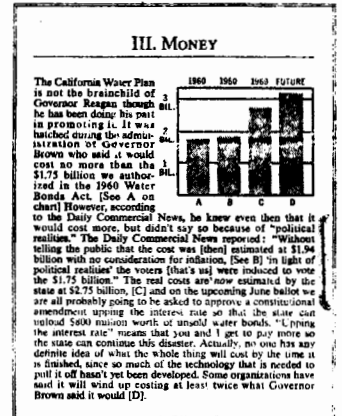 III. MONEY
The California Water Plan
is not the brainchild of
Governor Reagan though
he has been doing his part
in promoting it. It was
hatched during the admin-
istration of Governor
Brown who said it would
cost no more than the
$1.75 billion we author-
ized in the 1960 Water
Bonds Act. [See A on
chart] However, according
1960 1960 1969 FUTURE
3
BIL.
2
BIL.
1
BIL.
A B C D
to the Daily Commercial News, he knew even then that it
would cost more, but didn't say so because of "political
realities." The Daily Commercial News reported: "Without
telling the public that the cost was [then] estimated at $1.94
billion with no consideration for inflation, [See B] 'in light of
political realities' the voters [that's us] were induced to vote
the $1.75 billion." The real costs are now estimated by the
state at $2.75 billion, [C] and on the upcoming June ballot we
are all probably going to be asked to approve a constitutional
amendment upping the interest rate so that the state can
unload $600 million worth of unsold water bonds. "Upping
the interest rate" means that you and I get to pay more so
the state can continue this disaster. Actually, no one has any
definite idea of what the whole thing will cost by the time it
is finished, since so much of the technology that is needed to
pull it off hasn't yet been developed. Some organizations have
said it will wind up costing at least twice what Governor
Brown said it would [D].